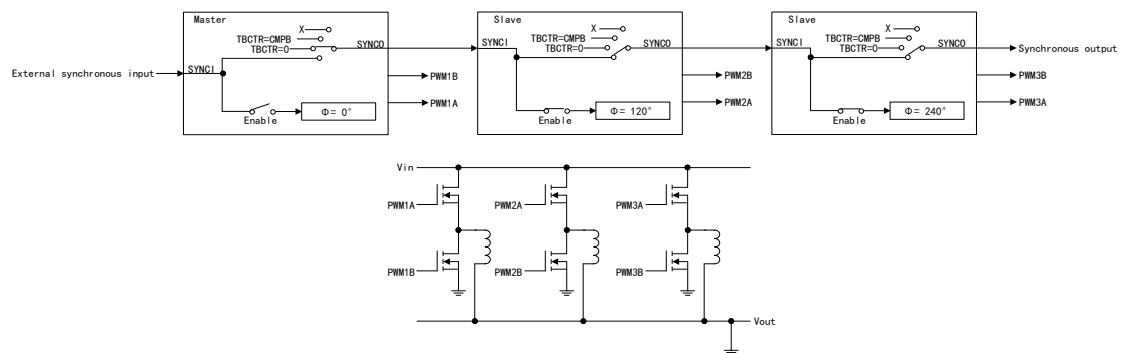 Master
X
TBCTR=CMPB
TBCTR=0
SYNCO
SYNCI
External synchronous input
PWM1B
PWM1A
Enable
Φ= 0°
Slave
X
TBCTR=CMPB
TBCTR=0
SYNCO
SYNCI
PWM2B
PWM2A
Enable
Φ= 120°
Slave
X
TBCTR=CMPB
TBCTR=0
SYNCO
SYNCI
Synchronous output
PWM3B
PWM3A
Enable
Φ= 240°
Vin
PWM1A
PWM2A
PWM3A
PWM1B
PWM2B
PWM3B
Vout